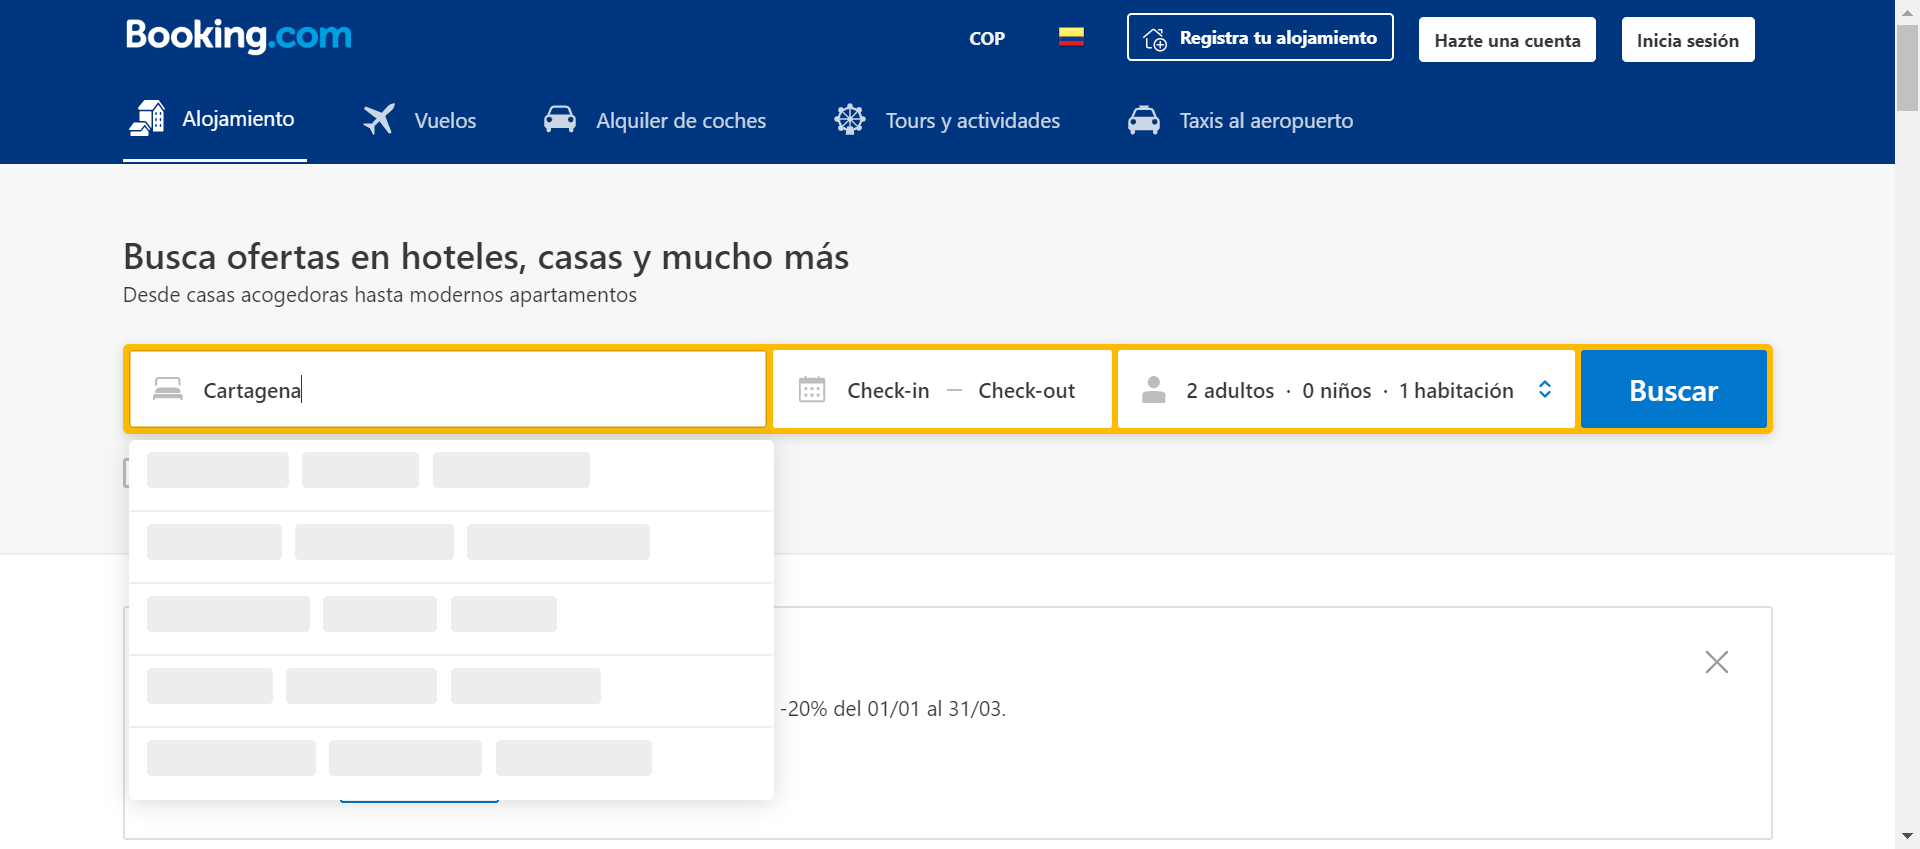 Booking.com
COP
Registra tu alojamiento
Hazte una cuenta
Inicia sesión
Alojamiento
Vuelos
Alquiler de coches
Tours y actividades
Taxis al aeropuerto
Busca ofertas en hoteles, casas y mucho más
Desde casas acogedoras hasta modernos apartamentos
Cartagena
Check-in — Check-out
2 adultos · 0 niños · 1 habitación
Buscar
-20% del 01/01 al 31/03.